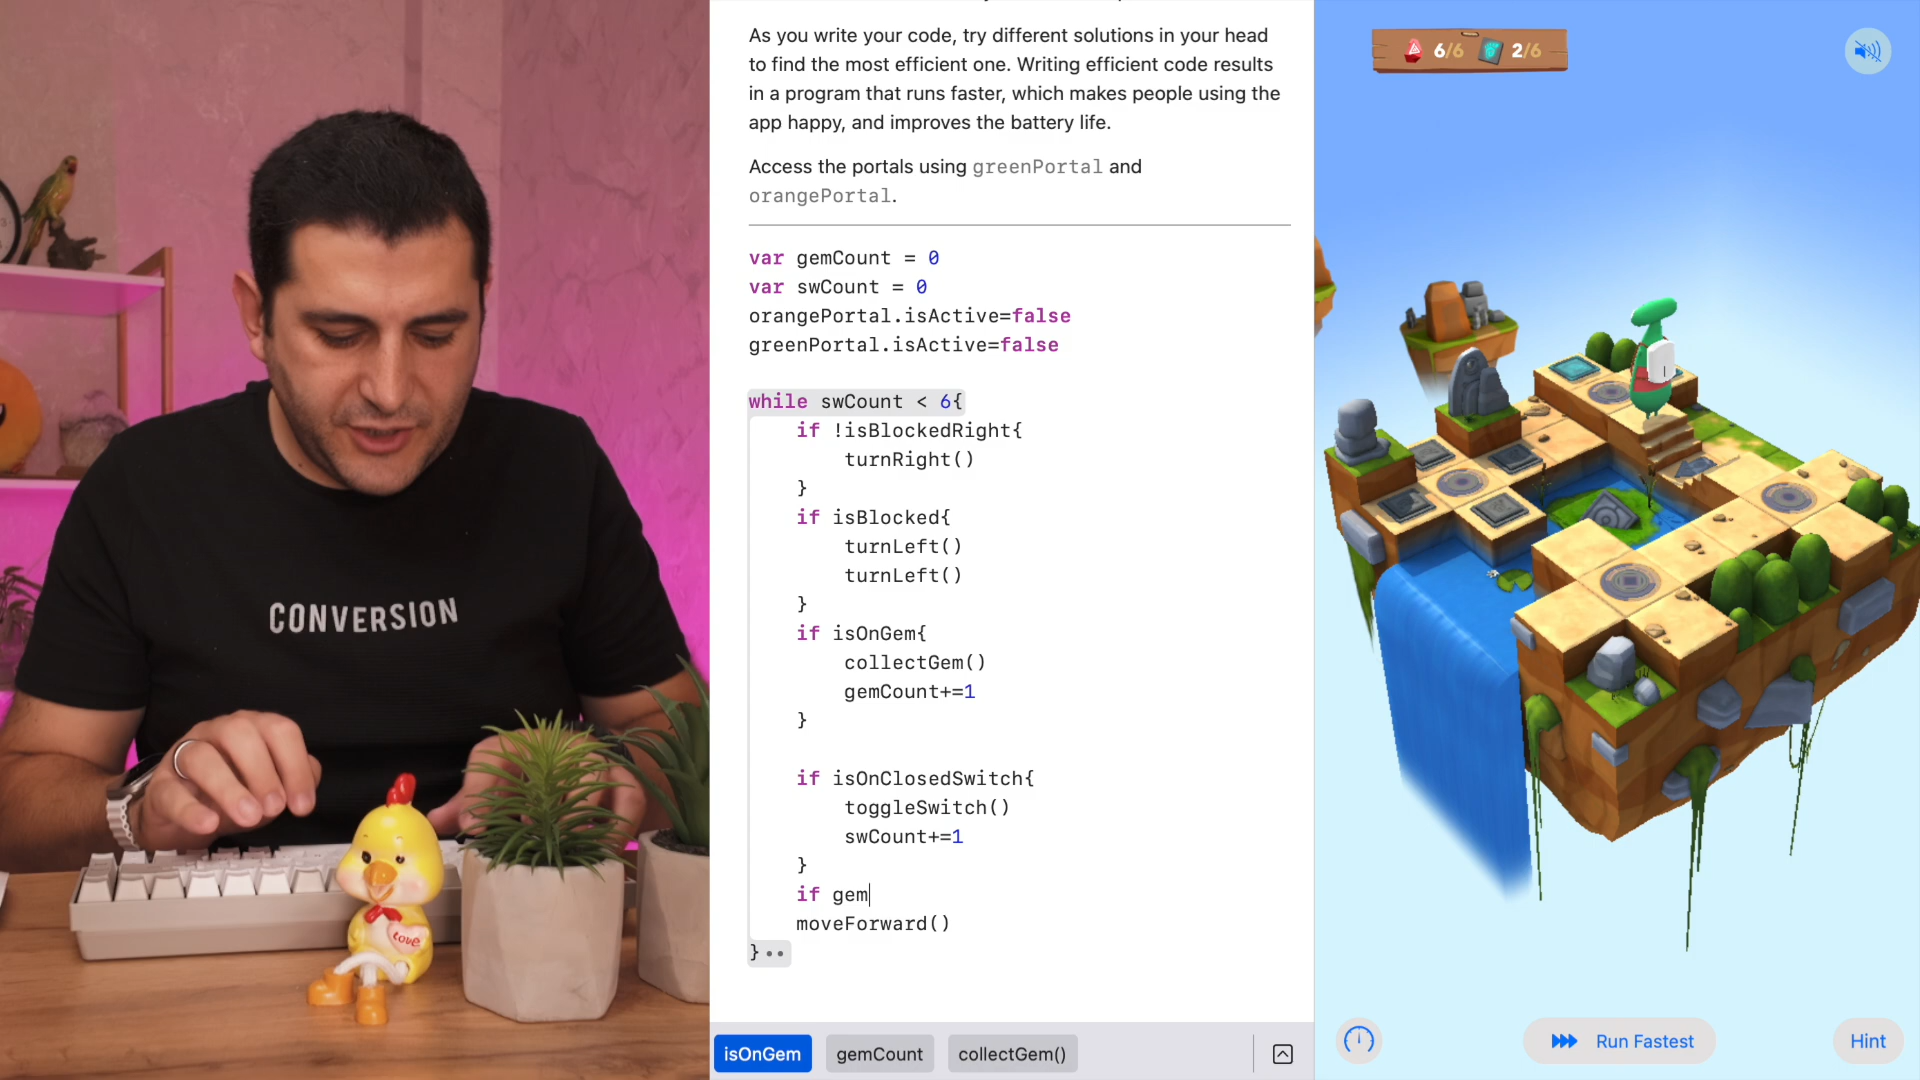 CONVERSION
Love
As you write your code, try different solutions in your head
to find the most efficient one. Writing efficient code results
in a program that runs faster, which makes people using the
app happy, and improves the battery life.
Access the portals using greenPortal and
orangePortal.
var gemCount = 0
var swCount = 0
orangePortal.isActive=false
greenPortal.isActive=false
while swCount < 6{
if !isBlockedRight{
turnRight()
}
if isBlocked{
turnLeft()
turnLeft()
}
if isOnGem{
collectGem()
gemCount+=1
}
if isOnClosedSwitch{
toggleSwitch()
swCount+=1
}
if gem
moveForward()
}
isOnGem gemCount collectGem()
6/6 2/6
Run Fastest
Hint